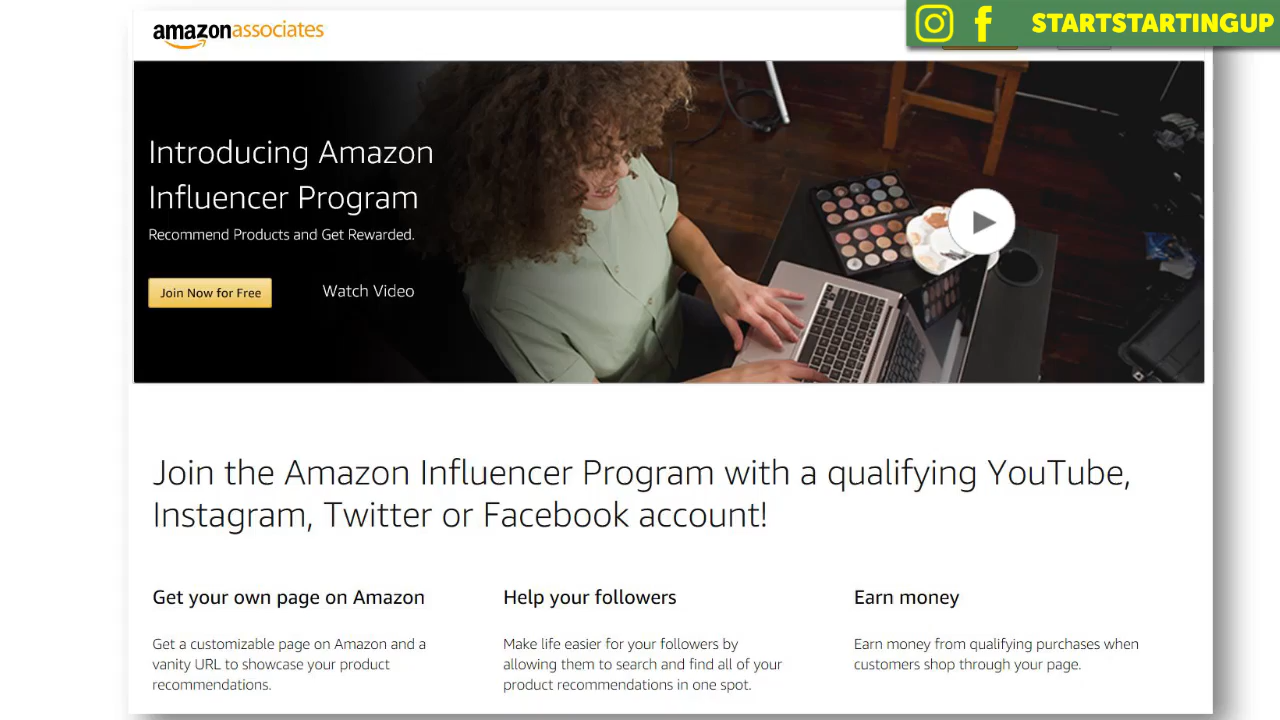 amazonassociates
STARTSTARTINGUP
Introducing Amazon
Influencer Program
Recommend Products and Get Rewarded.
Join Now for Free
Watch Video
Join the Amazon Influencer Program with a qualifying YouTube,
Instagram, Twitter or Facebook account!
Get your own page on Amazon
Get a customizable page on Amazon and a
vanity URL to showcase your product
recommendations.
Help your followers
Make life easier for your followers by
allowing them to search and find all of your
product recommendations in one spot.
Earn money
Earn money from qualifying purchases when
customers shop through your page.